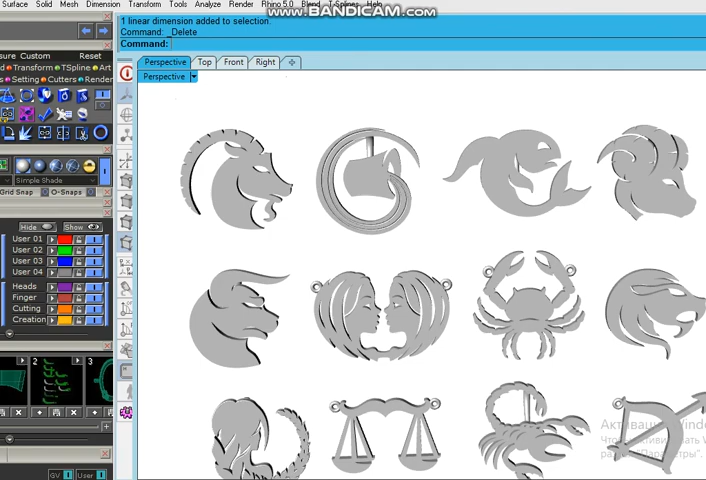 Surface Solid Mesh Dimension Transform Tools Analyze Render Rhino 5.0 Blend T-Splines Help
www.BANDICAM.com
1 linear dimension added to selection.
Command: _Delete
Command:
sure Custom Reset
Transform TSpline Art
Setting Cutters Render
Perspective Top Front Right
Perspective
Simple Shade
Grid Snap O-Snaps
Hide Show
User 01
User 02
User 03
User 04
Heads
Finger
Cutting
Creation
2 3
GV User
Активация